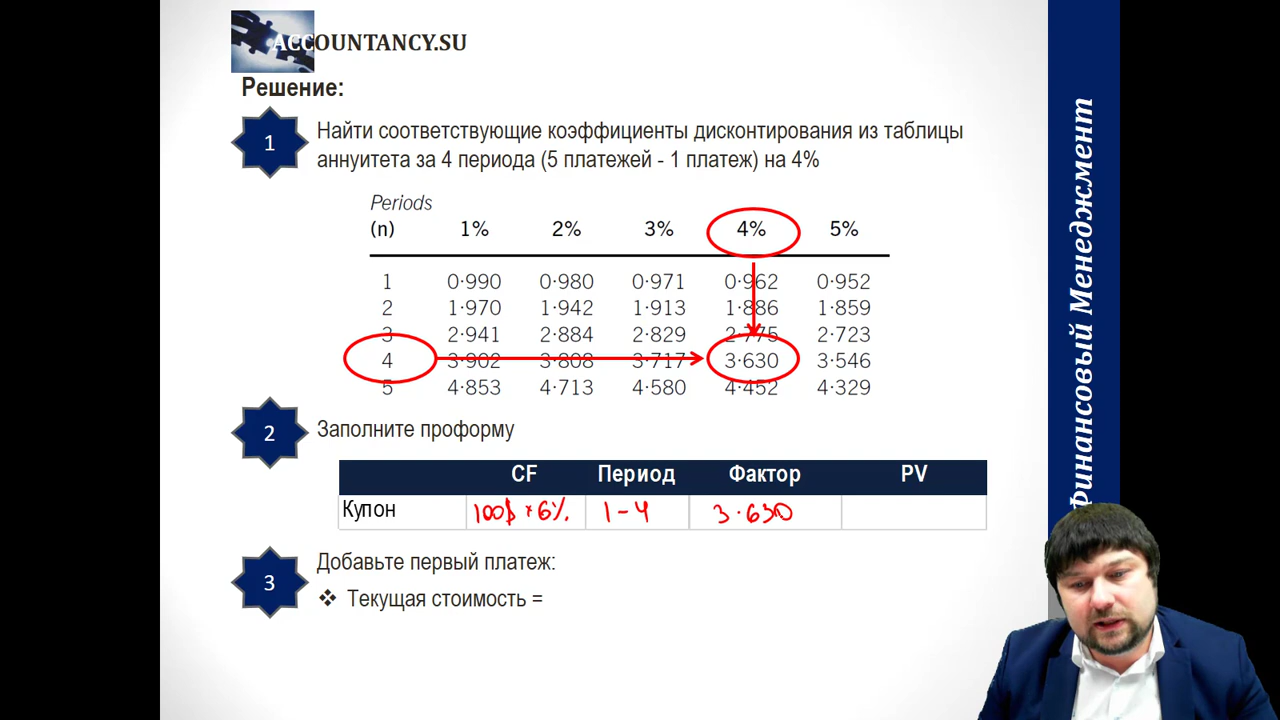 ACCOUNTANCY.SU
Решение:
1
Найти соответствующие коэффициенты дисконтирования из таблицы
аннуитета за 4 периода (5 платежей - 1 платеж) на 4%
Periods
(n) 1% 2% 3% 4% 5%
1 0·990 0·980 0·971 0·962 0·952
2 1·970 1·942 1·913 1·886 1·859
3 2·941 2·884 2·829 2·775 2·723
4 3·902 3·808 3·717 3·630 3·546
5 4·853 4·713 4·580 4·452 4·329
2
Заполните проформу
CF Период Фактор PV
Купон 100$ * 6% 1-4 3·630
3
Добавьте первый платеж:
❖ Текущая стоимость =
Финансовый Менеджмент